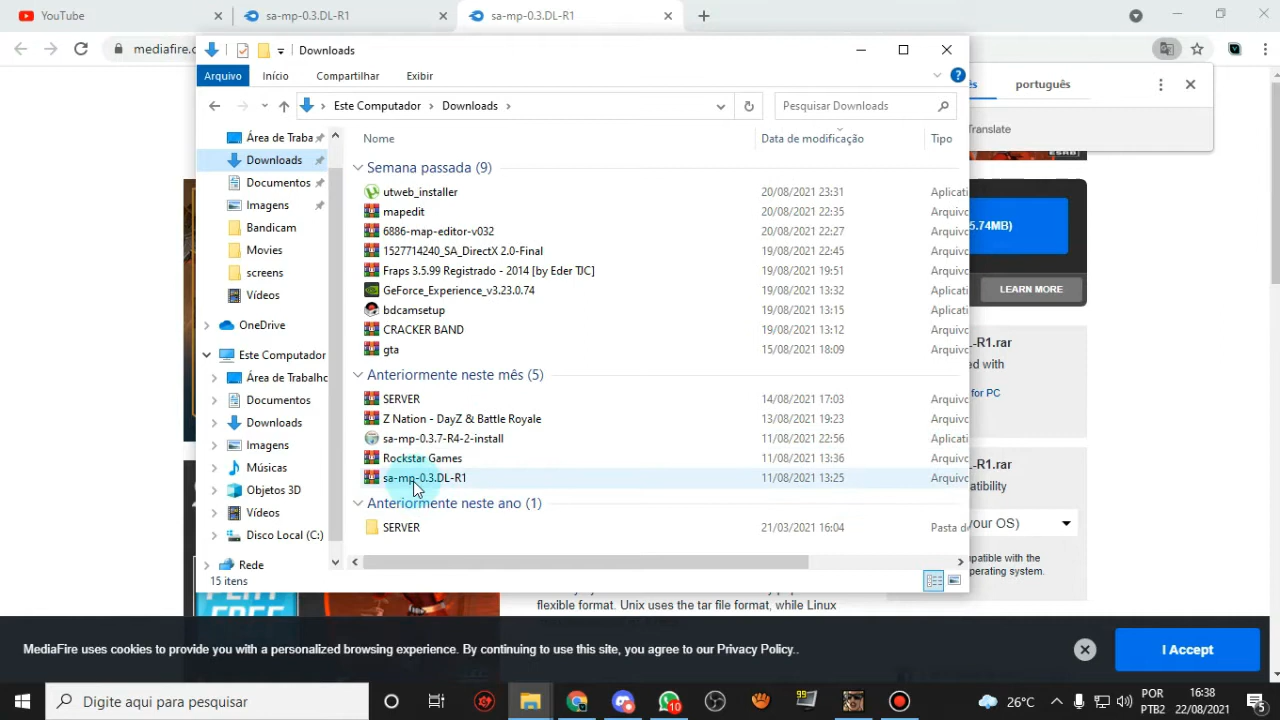 YouTube
sa-mp-0.3.DL-R1
sa-mp-0.3.DL-R1
mediafire.c
ês
português
Translate
Downloads
Arquivo
Início
Compartilhar
Exibir
Este Computador
Downloads
Pesquisar Downloads
Área de Traba
Downloads
Documentos
Imagens
Bandicam
Movies
screens
Vídeos
OneDrive
Este Computador
Área de Trabalho
Documentos
Downloads
Imagens
Músicas
Objetos 3D
Vídeos
Disco Local (C:)
Rede
Nome
Data de modificação
Tipo
Semana passada (9)
utweb_installer 20/08/2021 23:31 Aplicati
mapedit 20/08/2021 22:35 Arquivo
6886-map-editor-v032 20/08/2021 22:27 Arquivo
1527714240_SA_DirectX 2.0-Final 19/08/2021 22:45 Arquivo
Fraps 3.5.99 Registrado - 2014 [by Eder TJC] 19/08/2021 19:51 Arquivo
GeForce_Experience_v3.23.0.74 19/08/2021 13:32 Aplicati
bdcamsetup 19/08/2021 13:15 Aplicati
CRACKER BAND 19/08/2021 13:12 Arquivo
gta 15/08/2021 18:09 Arquivo
Anteriormente neste mês (5)
SERVER 14/08/2021 17:03 Arquivo
Z Nation - DayZ & Battle Royale 13/08/2021 19:23 Arquivo
sa-mp-0.3.7-R4-2-install 11/08/2021 22:56 Aplicati
Rockstar Games 11/08/2021 13:36 Arquivo
sa-mp-0.3.DL-R1 11/08/2021 13:25 Arquivo
Anteriormente neste ano (1)
SERVER 21/03/2021 16:04 Pasta d
15 itens
5.74MB)
LEARN MORE
L-R1.rar
ed with
for PC
L-R1.rar
atibility
your OS)
patible with the
operating system.
flexible format. Unix uses the tar file format, while Linux
PLAY
FREE
MediaFire uses cookies to provide you with a personalized browsing experience. By continuing to use this site, you agree to our Privacy Policy..
I Accept
Digite aqui para pesquisar
10
99
26°C
POR
PTB2
16:38
22/08/2021
5